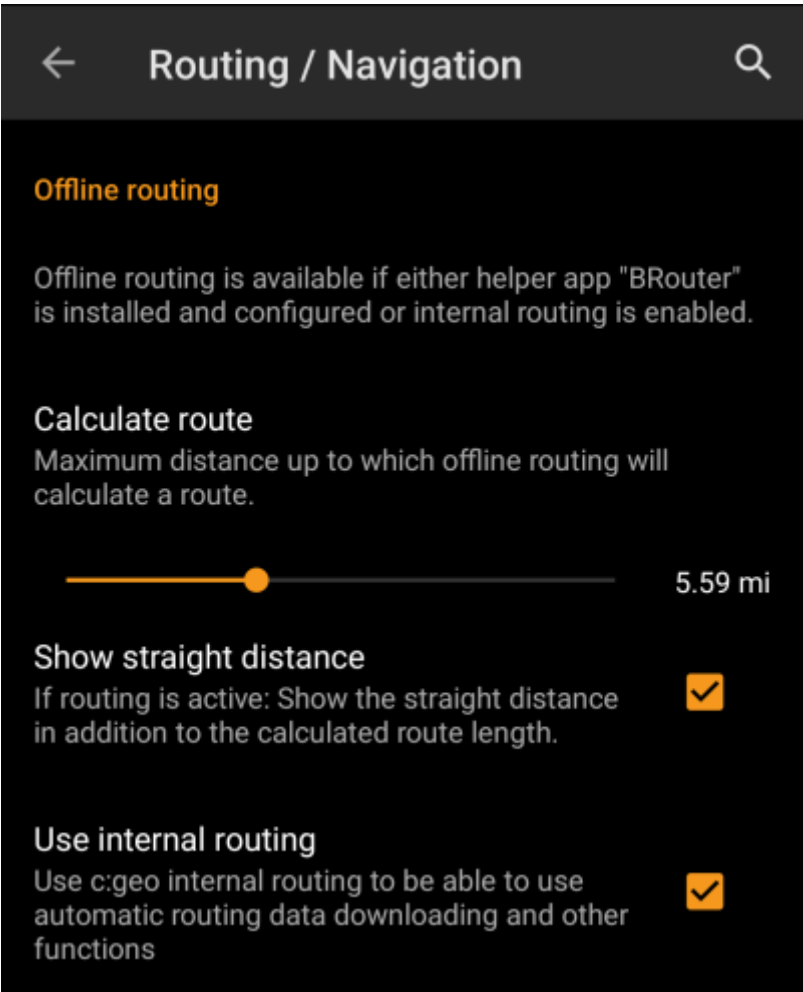 Routing / Navigation
Offline routing
Offline routing is available if either helper app "BRouter"
is installed and configured or internal routing is enabled.
Calculate route
Maximum distance up to which offline routing will
calculate a route.
5.59 mi
Show straight distance
If routing is active: Show the straight distance
in addition to the calculated route length.
Use internal routing
Use c:geo internal routing to be able to use
automatic routing data downloading and other
functions